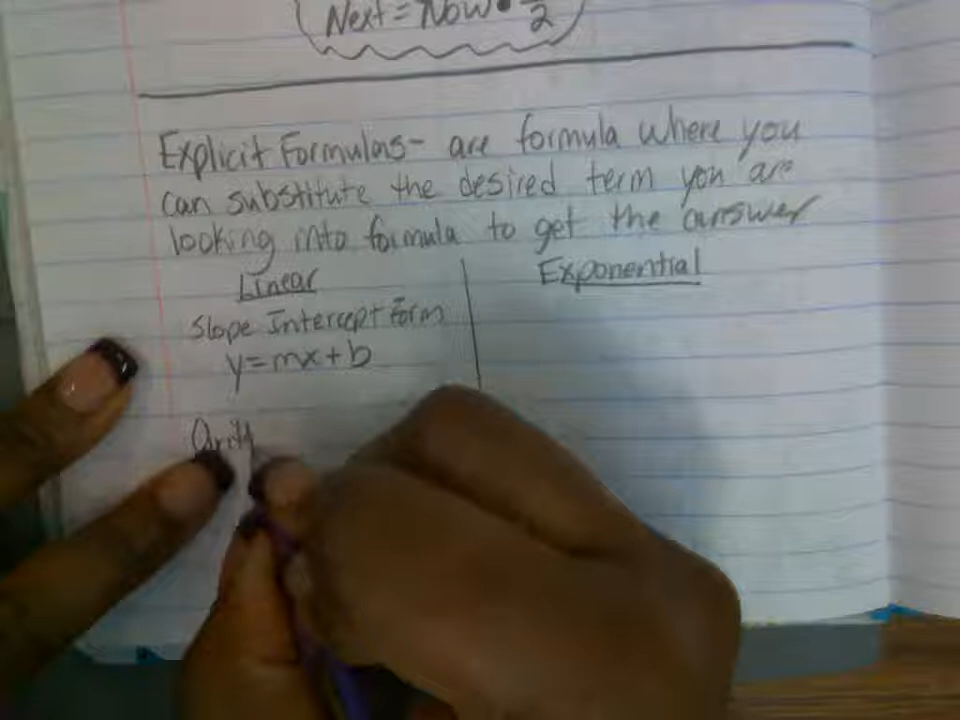 Next = Now • 1/2
Explicit Formulas- are formula where you
can substitute the desired term you are
looking into formula to get the answer
Linear
Slope Intercept Form
y=mx+b
Exponential